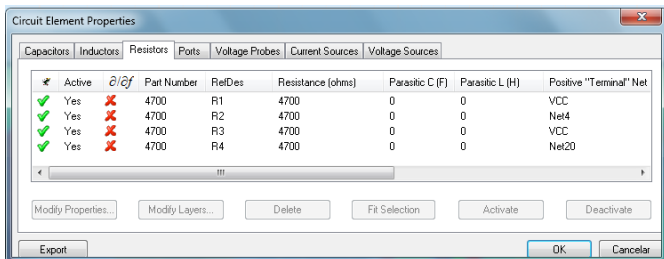 Circuit Element Properties
Capacitors Inductors Resistors Ports Voltage Probes Current Sources Voltage Sources
Active ∂/∂f Part Number RefDes Resistance (ohms) Parasitic C (F) Parasitic L (H) Positive "Terminal" Net
Yes 4700 R1 4700 0 0 VCC
Yes 4700 R2 4700 0 0 Net4
Yes 4700 R3 4700 0 0 VCC
Yes 4700 R4 4700 0 0 Net20
Modify Properties... Modify Layers... Delete Fit Selection Activate Deactivate
Export OK Cancelar